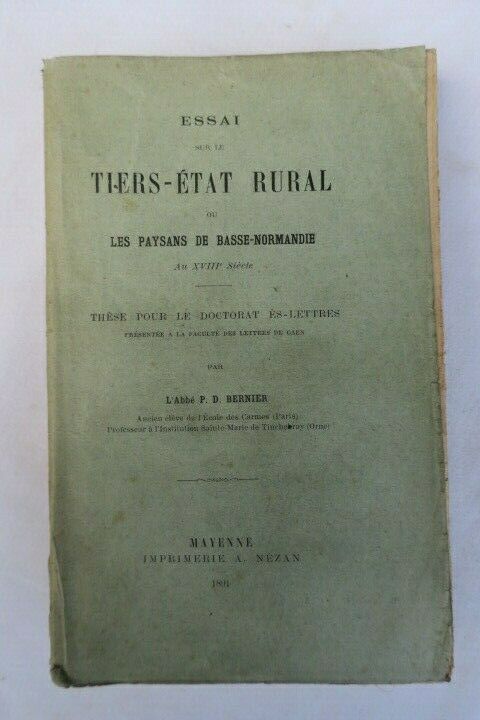 ESSAI
SUR LE
TIERS-ÉTAT RURAL
OU
LES PAYSANS DE BASSE-NORMANDIE
Au XVIIIe Siècle
THÈSE POUR LE DOCTORAT ÈS-LETTRES
PRÉSENTÉE A LA FACULTÉ DES LETTRES DE CAEN
PAR
L'Abbé P. D. BERNIER
Ancien élève de l'École des Carmes (Paris)
Professeur à l'Institution Sainte-Marie de Tinchebray (Orne)
MAYENNE
IMPRIMERIE A. NÉZAN
1891